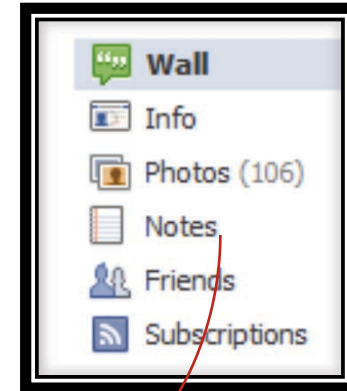 Wall
Info
Photos (106)
Notes
Friends
Subscriptions